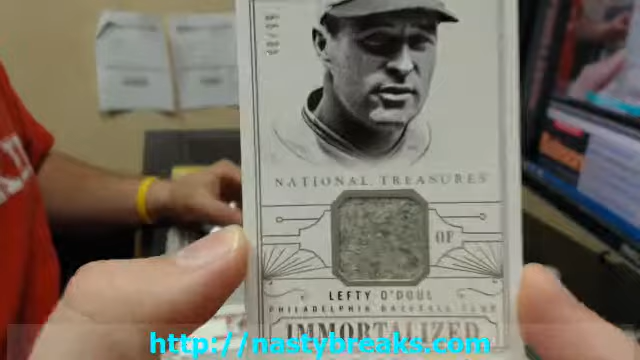 NATIONAL TREASURES
OF
LEFTY O'DOUL
PHILADELPHIA BASEBALL CLUB
IMMORTALIZED
http://nastybreaks.com